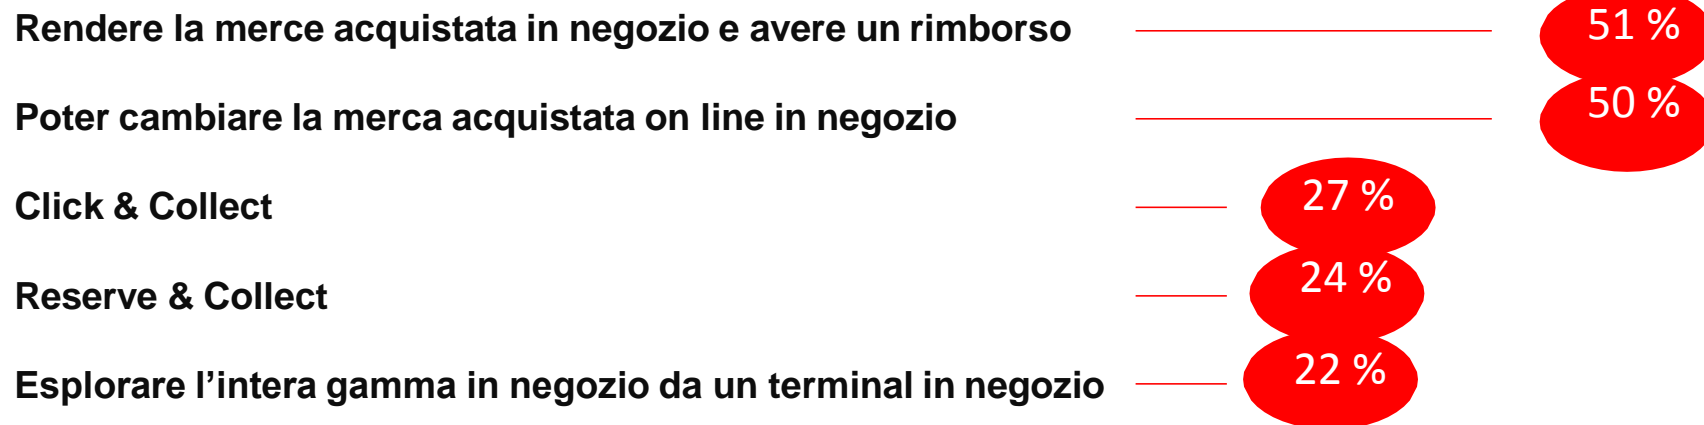 Rendere la merce acquistata in negozio e avere un rimborso 51 %
Poter cambiare la merca acquistata on line in negozio 50 %
Click & Collect 27 %
Reserve & Collect 24 %
Esplorare l’intera gamma in negozio da un terminal in negozio 22 %